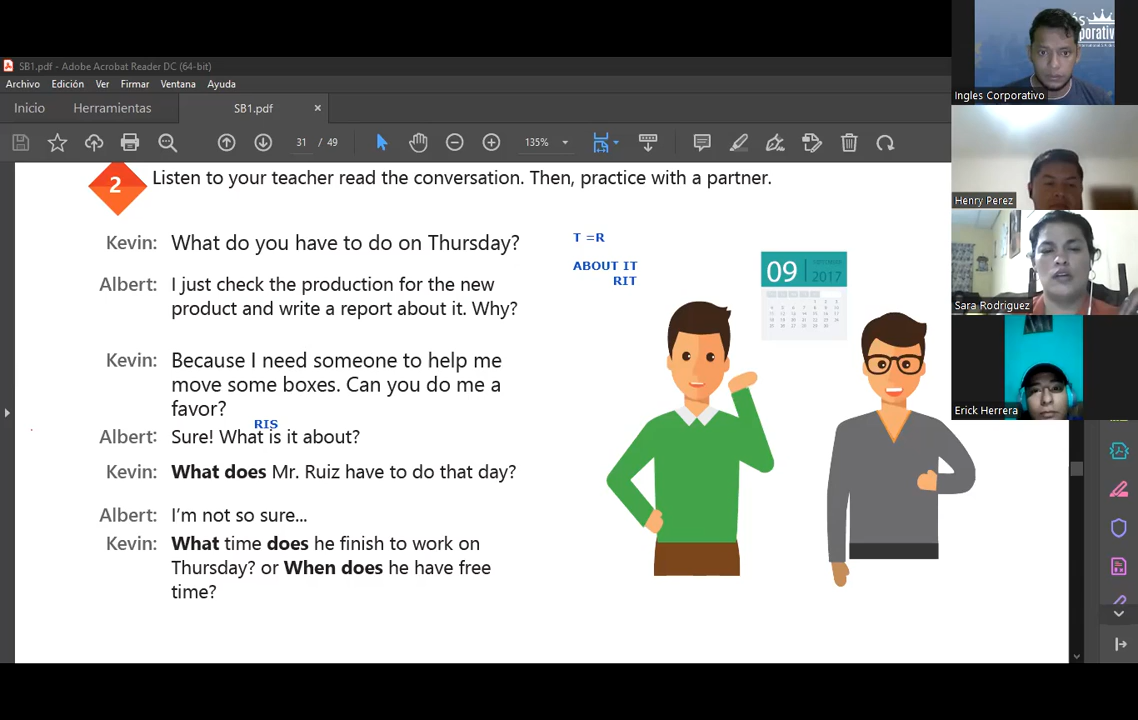 SB1.pdf - Adobe Acrobat Reader DC (64-bit)
Archivo Edición Ver Firmar Ventana Ayuda
Inicio Herramientas SB1.pdf ×
31 / 49 135%
2 Listen to your teacher read the conversation. Then, practice with a partner.
Kevin: What do you have to do on Thursday?
Albert: I just check the production for the new
product and write a report about it. Why?
Kevin: Because I need someone to help me
move some boxes. Can you do me a
favor?
RIS
Albert: Sure! What is it about?
Kevin: What does Mr. Ruiz have to do that day?
Albert: I'm not so sure...
Kevin: What time does he finish to work on
Thursday? or When does he have free
time?
T =R
ABOUT IT
RIT
09 2017
Ingles Corporativo
Henry Perez
Sara Rodriguez
Erick Herrera